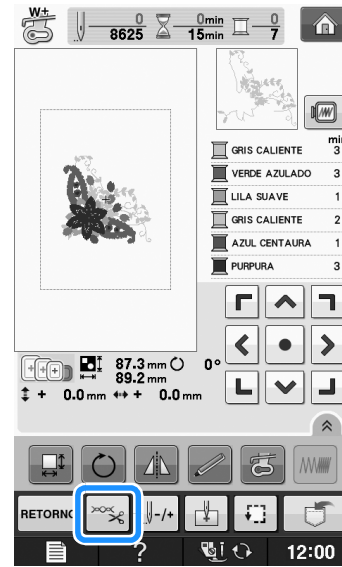 W+
0 0min 0
8625 15min 7
min
GRIS CALIENTE 3
VERDE AZULADO 3
LILA SUAVE 1
GRIS CALIENTE 2
AZUL CENTAURA 1
PURPURA 3
87.3 mm 0°
89.2 mm
+ 0.0 mm + 0.0 mm
RETORNO -/+
? 12:00